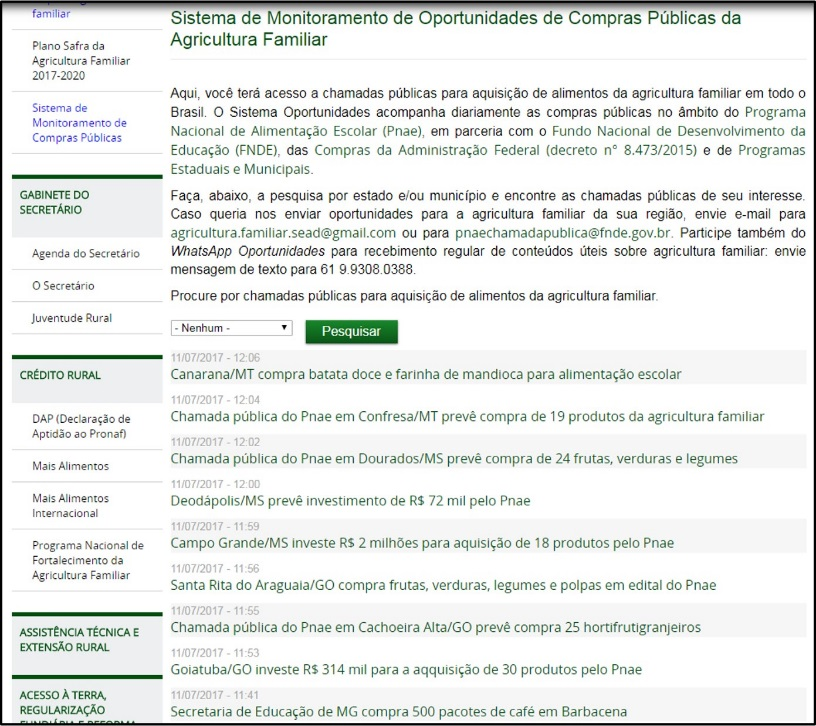 familiar
Plano Safra da
Agricultura Familiar
2017-2020
Sistema de
Monitoramento de
Compras Públicas
GABINETE DO
SECRETÁRIO
Agenda do Secretário
O Secretário
Juventude Rural
CRÉDITO RURAL
DAP (Declaração de
Aptidão ao Pronaf)
Mais Alimentos
Mais Alimentos
Internacional
Programa Nacional de
Fortalecimento da
Agricultura Familiar
ASSISTÊNCIA TÉCNICA E
EXTENSÃO RURAL
ACESSO À TERRA,
REGULARIZAÇÃO
FUNDIÁRIA E REFORMA
Sistema de Monitoramento de Oportunidades de Compras Públicas da
Agricultura Familiar
Aqui, você terá acesso a chamadas públicas para aquisição de alimentos da agricultura familiar em todo o
Brasil. O Sistema Oportunidades acompanha diariamente as compras públicas no âmbito do Programa
Nacional de Alimentação Escolar (Pnae), em parceria com o Fundo Nacional de Desenvolvimento da
Educação (FNDE), das Compras da Administração Federal (decreto n° 8.473/2015) e de Programas
Estaduais e Municipais.
Faça, abaixo, a pesquisa por estado e/ou município e encontre as chamadas públicas de seu interesse.
Caso queria nos enviar oportunidades para a agricultura familiar da sua região, envie e-mail para
agricultura.familiar.sead@gmail.com ou para pnaechamadapublica@fnde.gov.br. Participe também do
WhatsApp Oportunidades para recebimento regular de conteúdos úteis sobre agricultura familiar: envie
mensagem de texto para 61 9.9308.0388.
Procure por chamadas públicas para aquisição de alimentos da agricultura familiar.
- Nenhum -
Pesquisar
11/07/2017 - 12:06
Canarana/MT compra batata doce e farinha de mandioca para alimentação escolar
11/07/2017 - 12:04
Chamada pública do Pnae em Confresa/MT prevê compra de 19 produtos da agricultura familiar
11/07/2017 - 12:02
Chamada pública do Pnae em Dourados/MS prevê compra de 24 frutas, verduras e legumes
11/07/2017 - 12:00
Deodápolis/MS prevê investimento de R$ 72 mil pelo Pnae
11/07/2017 - 11:59
Campo Grande/MS investe R$ 2 milhões para aquisição de 18 produtos pelo Pnae
11/07/2017 - 11:56
Santa Rita do Araguaia/GO compra frutas, verduras, legumes e polpas em edital do Pnae
11/07/2017 - 11:55
Chamada pública do Pnae em Cachoeira Alta/GO prevê compra 25 hortifrutigranjeiros
11/07/2017 - 11:53
Goiatuba/GO investe R$ 314 mil para a aqquisição de 30 produtos pelo Pnae
11/07/2017 - 11:41
Secretaria de Educação de MG compra 500 pacotes de café em Barbacena